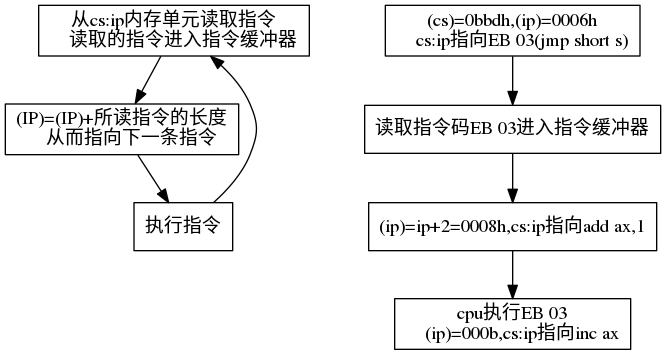 从cs:ip内存单元读取指令
读取的指令进入指令缓冲器
(IP)=(IP)+所读指令的长度
从而指向下一条指令
执行指令
(cs)=0bbdh,(ip)=0006h
cs:ip指向EB 03(jmp short s)
读取指令码EB 03进入指令缓冲器
(ip)=ip+2=0008h,cs:ip指向add ax,1
cpu执行EB 03
(ip)=000b,cs:ip指向inc ax